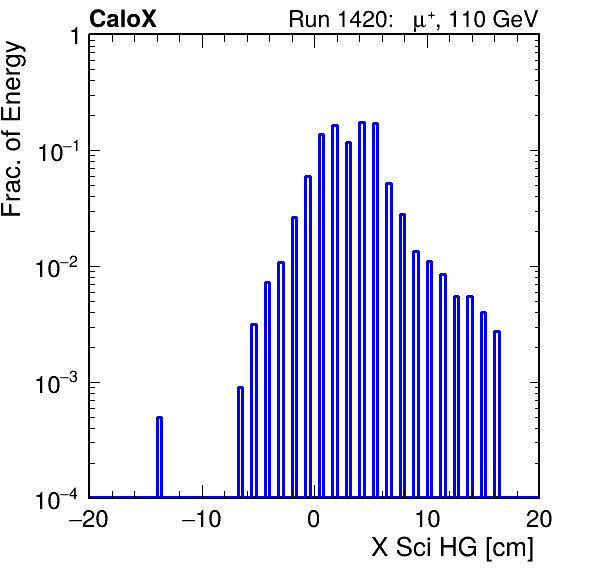 CaloX Run 1420: μ⁺, 110 GeV
Frac. of Energy
1
10⁻¹
10⁻²
10⁻³
10⁻⁴
−20 −10 0 10 20
X Sci HG [cm]